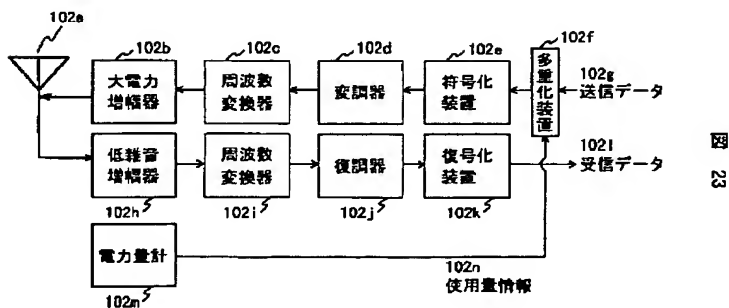 102a
102b
102c
102d
102e
102f
大電力
増幅器
周波数
変換器
変調器
符号化
装置
多重化装置
102g
送信データ
低雑音
増幅器
周波数
変換器
復調器
復号化
装置
102l
受信データ
102h
102i
102j
102k
電力量計
102m
102n
使用量情報
図 23